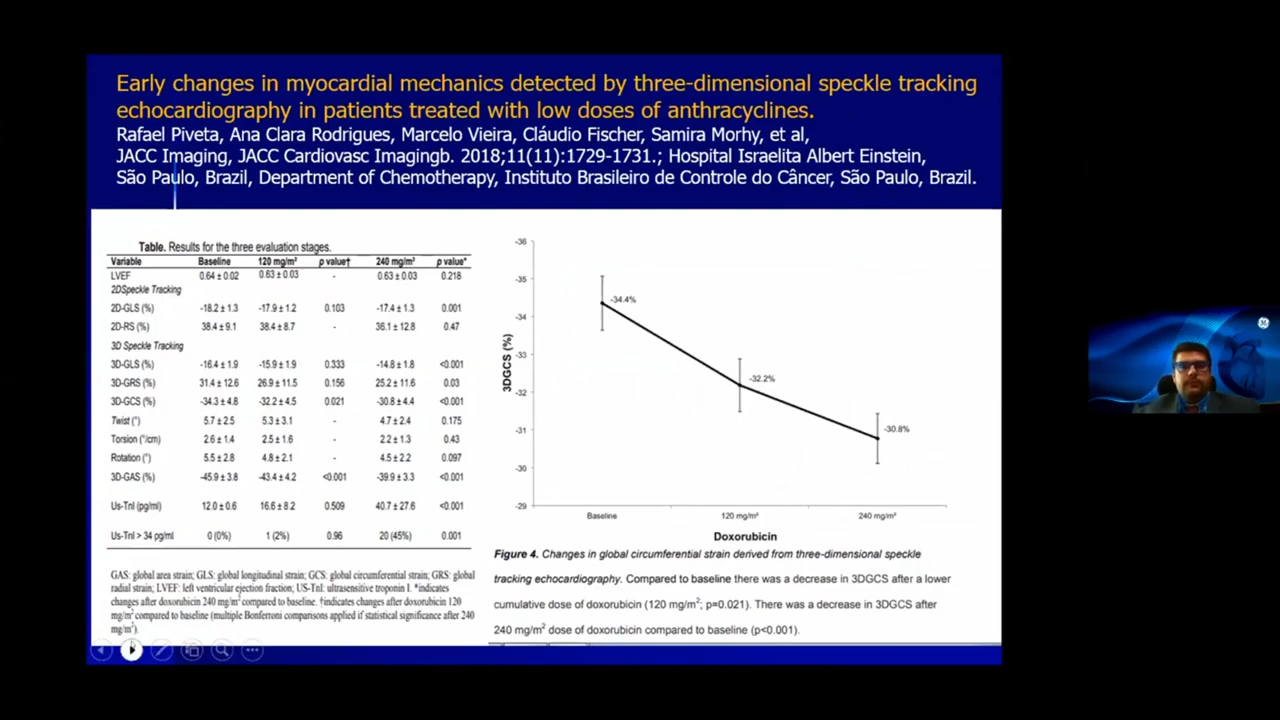 Early changes in myocardial mechanics detected by three-dimensional speckle tracking
echocardiography in patients treated with low doses of anthracyclines.
Rafael Piveta, Ana Clara Rodrigues, Marcelo Vieira, Cláudio Fischer, Samira Morhy, et al,
JACC Imaging, JACC Cardiovasc Imagingb. 2018;11(11):1729-1731.; Hospital Israelita Albert Einstein,
São Paulo, Brazil, Department of Chemotherapy, Instituto Brasileiro de Controle do Câncer, São Paulo, Brazil.
Table. Results for the three evaluation stages.
Variable Baseline 120 mg/m² p value† 240 mg/m² p value*
LVEF 0.64 ± 0.02 0.63 ± 0.03 - 0.63 ± 0.03 0.218
2DSpeckle Tracking
2D-GLS (%) -18.2 ± 1.3 -17.9 ± 1.2 0.103 -17.4 ± 1.3 0.001
2D-RS (%) 38.4 ± 9.1 38.4 ± 8.7 - 36.1 ± 12.8 0.47
3D Speckle Tracking
3D-GLS (%) -16.4 ± 1.9 -15.9 ± 1.9 0.333 -14.8 ± 1.8 <0.001
3D-GRS (%) 31.4 ± 12.6 26.9 ± 11.5 0.156 25.2 ± 11.6 0.03
3D-GCS (%) -34.3 ± 4.8 -32.2 ± 4.5 0.021 -30.8 ± 4.4 <0.001
Twist (°) 5.7 ± 2.5 5.3 ± 3.1 - 4.7 ± 2.4 0.175
Torsion (°/cm) 2.6 ± 1.4 2.5 ± 1.6 - 2.2 ± 1.3 0.43
Rotation (°) 5.5 ± 2.8 4.8 ± 2.1 - 4.5 ± 2.2 0.097
3D-GAS (%) -45.9 ± 3.8 -43.4 ± 4.2 <0.001 -39.9 ± 3.3 <0.001
Us-TnI (pg/ml) 12.0 ± 0.6 16.6 ± 8.2 0.509 40.7 ± 27.6 <0.001
Us-TnI > 34 pg/ml 0 (0%) 1 (2%) 0.96 20 (45%) 0.001
GAS: global area strain; GLS: global longitudinal strain; GCS: global circumferential strain; GRS: global
radial strain; LVEF: left ventricular ejection fraction; US-TnI: ultrasensitive troponin I. *indicates
changes after doxorubicin 240 mg/m² compared to baseline. †indicates changes after doxorubicin 120
mg/m² compared to baseline (multiple Bonferroni comparisons applied if statistical significance after 240
mg/m²).
3DGCS (%)
-36
-35
-34
-33
-32
-31
-30
-29
-34.4%
-32.2%
-30.8%
Baseline 120 mg/m² 240 mg/m²
Doxorubicin
Figure 4. Changes in global circumferential strain derived from three-dimensional speckle
tracking echocardiography. Compared to baseline there was a decrease in 3DGCS after a lower
cumulative dose of doxorubicin (120 mg/m²; p=0.021). There was a decrease in 3DGCS after
240 mg/m² dose of doxorubicin compared to baseline (p<0.001).